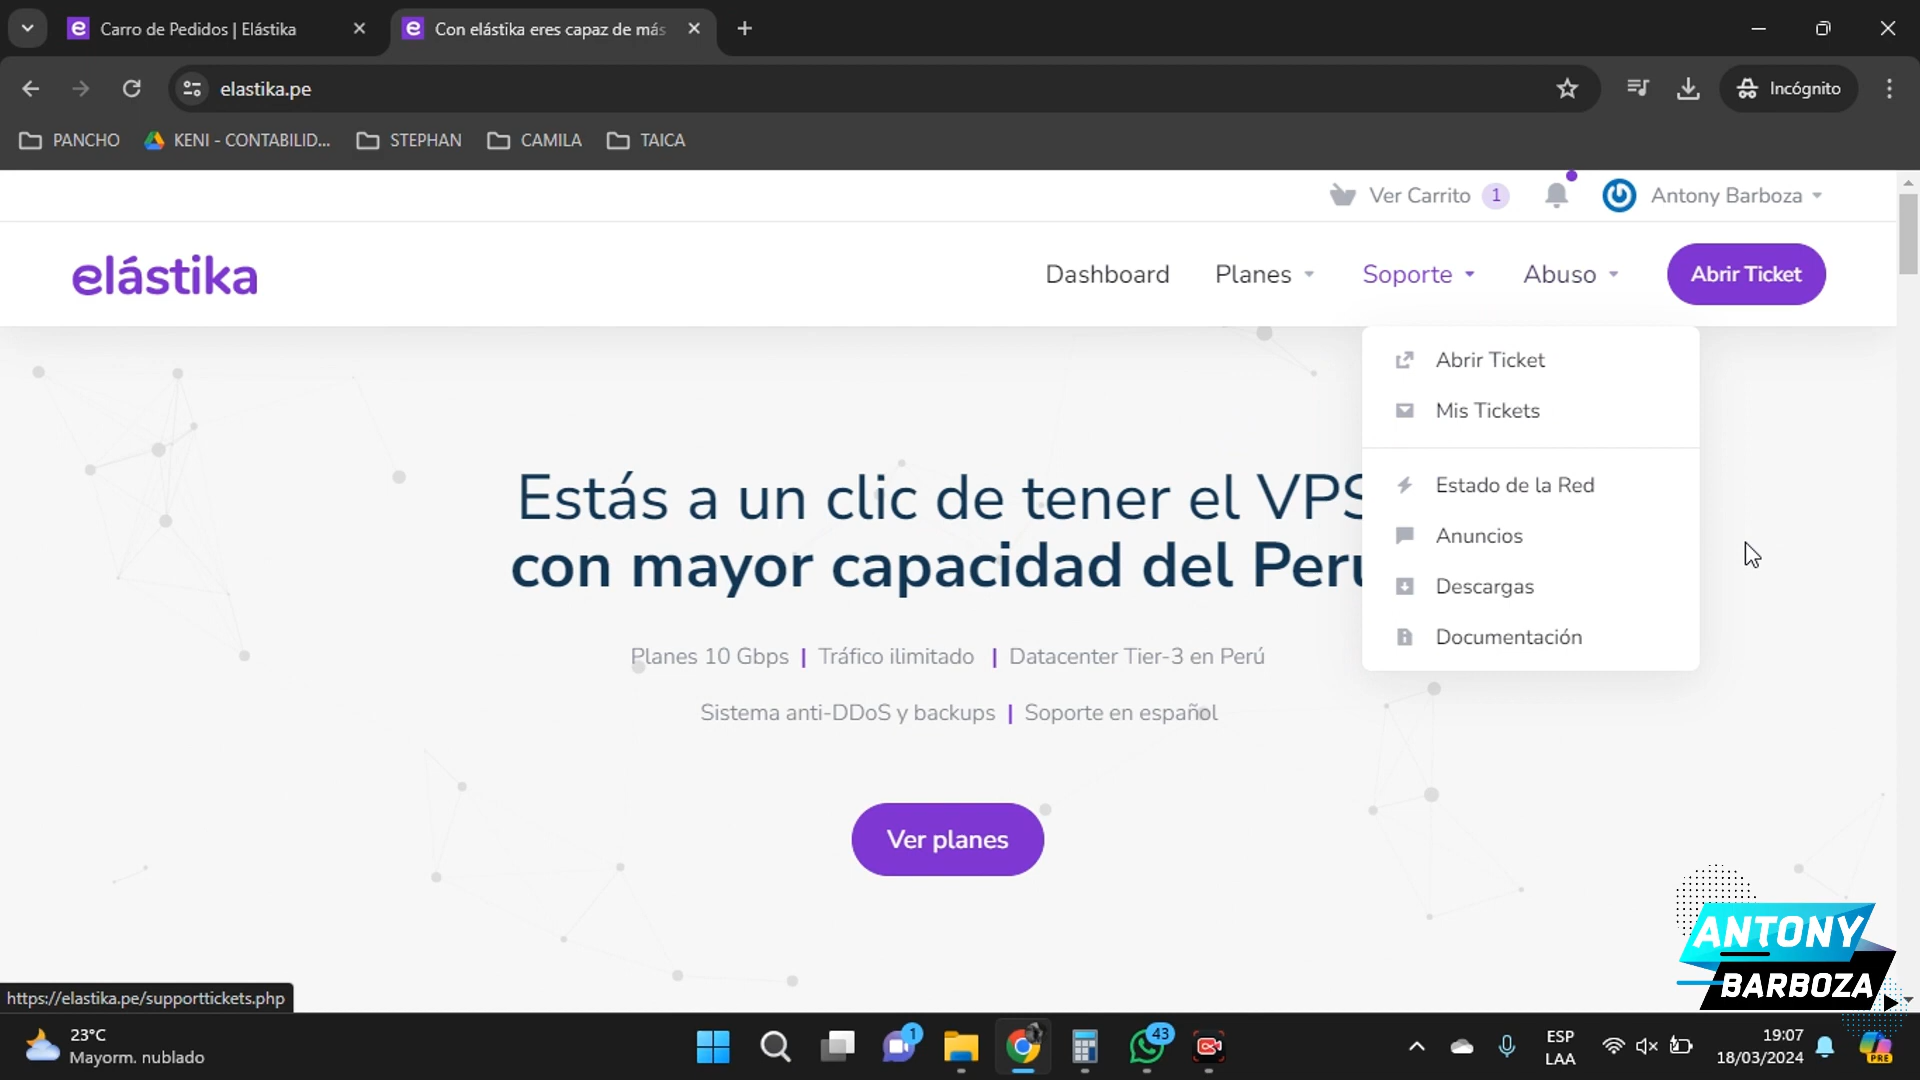 Carro de Pedidos | Elástika
Con elástika eres capaz de más
elastika.pe
Incógnito
PANCHO
KENI - CONTABILID...
STEPHAN
CAMILA
TAICA
Ver Carrito 1
Antony Barboza
elástika
Dashboard
Planes
Soporte
Abuso
Abrir Ticket
Abrir Ticket
Mis Tickets
Estado de la Red
Anuncios
Descargas
Documentación
Estás a un clic de tener el VPS
con mayor capacidad del Perú
Planes 10 Gbps | Tráfico ilimitado | Datacenter Tier-3 en Perú
Sistema anti-DDoS y backups | Soporte en español
Ver planes
ANTONY
BARBOZA
https://elastika.pe/supporttickets.php
23°C
Mayorm. nublado
1
43
ESP
LAA
19:07
18/03/2024
PRE